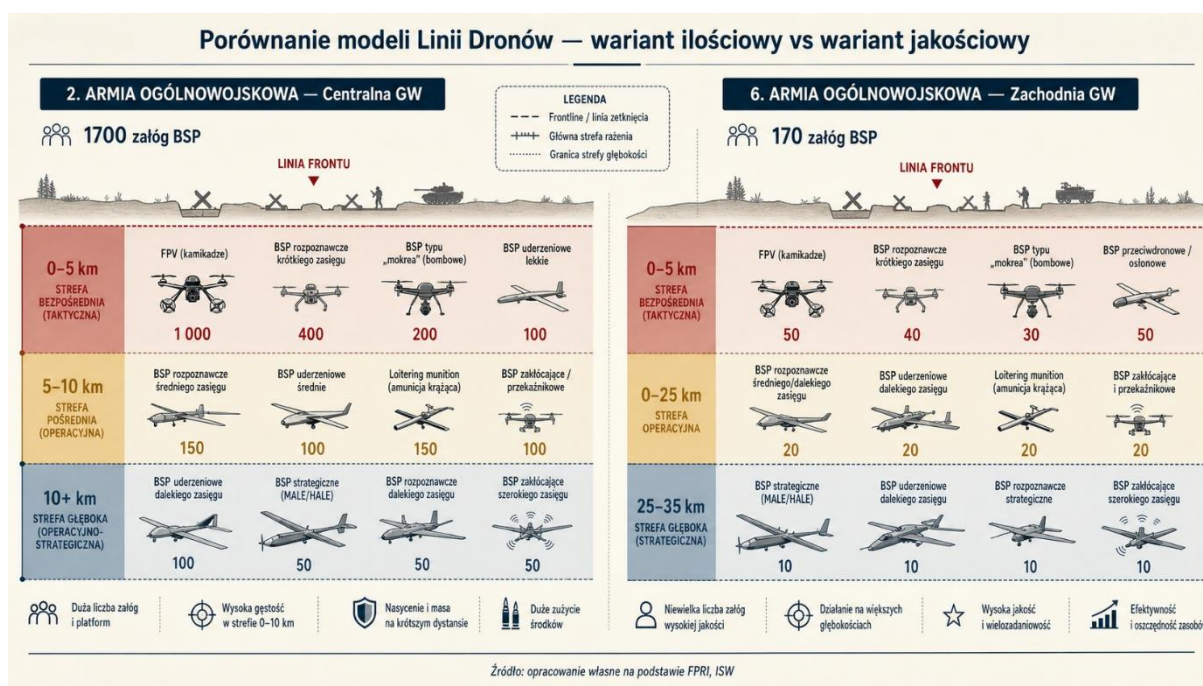 Porównanie modeli Linii Dronów — wariant ilościowy vs wariant jakościowy
2. ARMIA OGÓLNOWOJSKOWA — Centralna GW
1700 załóg BSP
LEGENDA
Frontline / linia zetknięcia
Główna strefa rażenia
Granica strefy głębokości
6. ARMIA OGÓLNOWOJSKOWA — Zachodnia GW
170 załóg BSP
LINIA FRONTU
LINIA FRONTU
0–5 km
STREFA
BEZPOŚREDNIA
(TAKTYCZNA)
FPV (kamikadze)
1 000
BSP rozpoznawcze
krótkiego zasięgu
400
BSP typu
„mokrea” (bombowe)
200
BSP uderzeniowe
lekkie
100
5–10 km
STREFA
POŚREDNIA
(OPERACYJNA)
BSP rozpoznawcze
średniego zasięgu
150
BSP uderzeniowe
średnie
100
Loitering munition
(amunicja krążąca)
150
BSP zakłócające /
przekaźnikowe
100
10+ km
STREFA GŁĘBOKA
(OPERACYJNO-
STRATEGICZNA)
BSP uderzeniowe
dalekiego zasięgu
100
BSP strategiczne
(MALE/HALE)
50
BSP rozpoznawcze
dalekiego zasięgu
50
BSP zakłócające
szerokiego zasięgu
50
Duża liczba załóg
i platform
Wysoka gęstość
w strefie 0–10 km
Nasycenie i masa
na krótszym dystansie
Duże zużycie
środków
0–5 km
STREFA
BEZPOŚREDNIA
(TAKTYCZNA)
FPV (kamikadze)
50
BSP rozpoznawcze
krótkiego zasięgu
40
BSP typu
„mokrea” (bombowe)
30
BSP przeciwdronowe /
osłonowe
50
0–25 km
STREFA
OPERACYJNA
BSP rozpoznawcze
średniego/dalekiego
zasięgu
20
BSP uderzeniowe
dalekiego zasięgu
20
Loitering munition
(amunicja krążąca)
20
BSP zakłócające
i przekaźnikowe
20
25–35 km
STREFA GŁĘBOKA
(STRATEGICZNA)
BSP strategiczne
(MALE/HALE)
10
BSP uderzeniowe
dalekiego zasięgu
10
BSP rozpoznawcze
strategiczne
10
BSP zakłócające
szerokiego zasięgu
10
Niewielka liczba załóg
wysokiej jakości
Działanie na większych
głębokościach
Wysoka jakość
i wielozadaniowość
Efektywność
i oszczędność zasobów
Źródło: opracowanie własne na podstawie FPRI, ISW